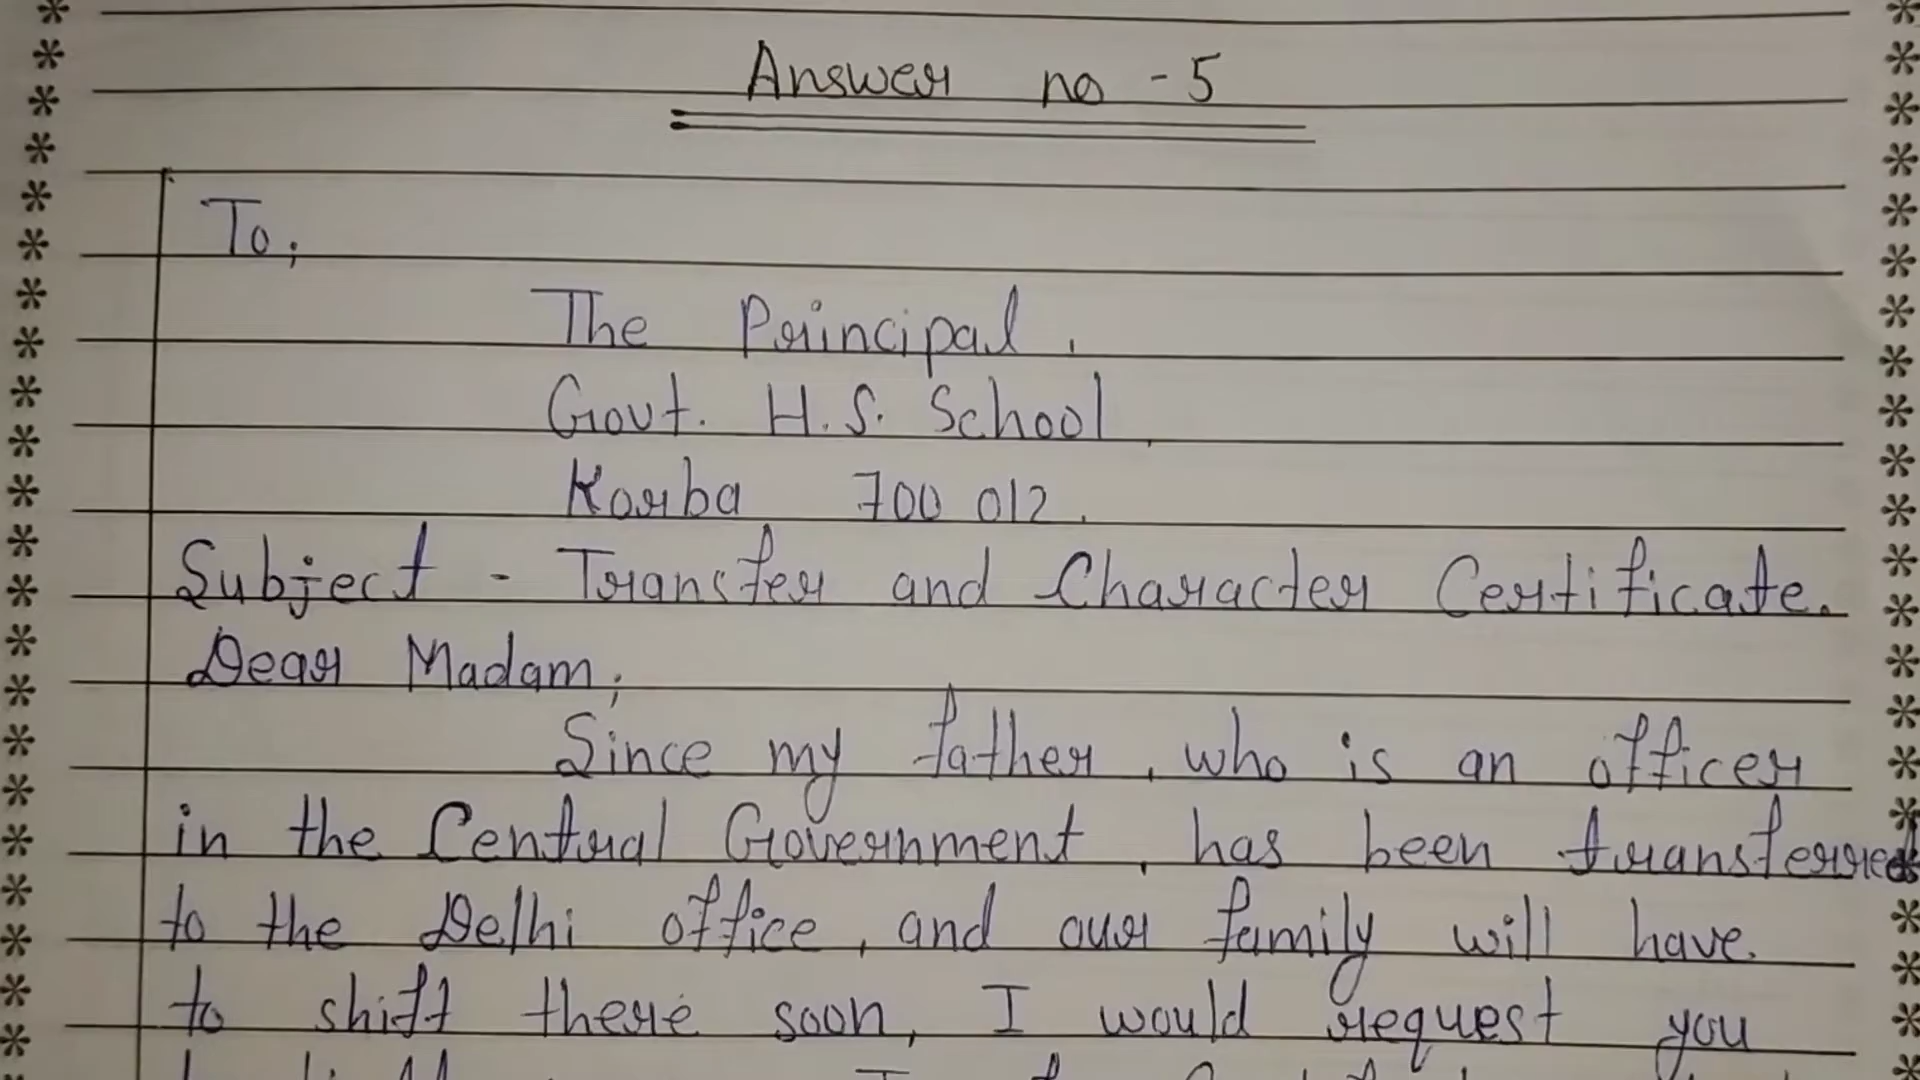 Answer no - 5
To,
The Principal,
Govt. H.S. School,
Korba 700 012.
Subject - Transfer and Character Certificate.
Dear Madam,
Since my father, who is an officer
in the Central Government, has been transferred
to the Delhi office, and our family will have
to shift there soon, I would request you